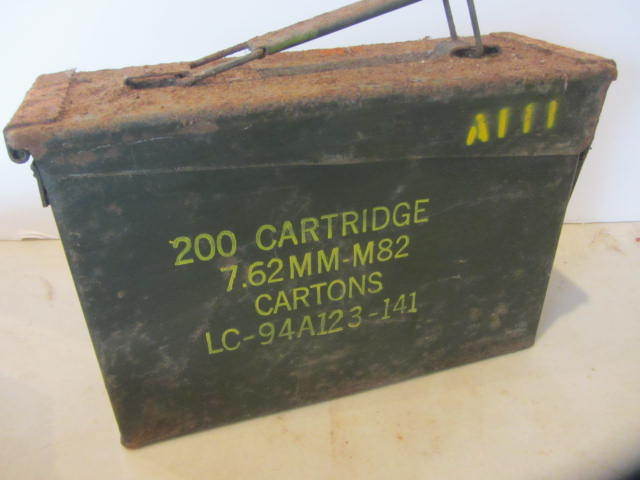 A111
200 CARTRIDGE
7.62MM-M82
CARTONS
LC-94A123-141